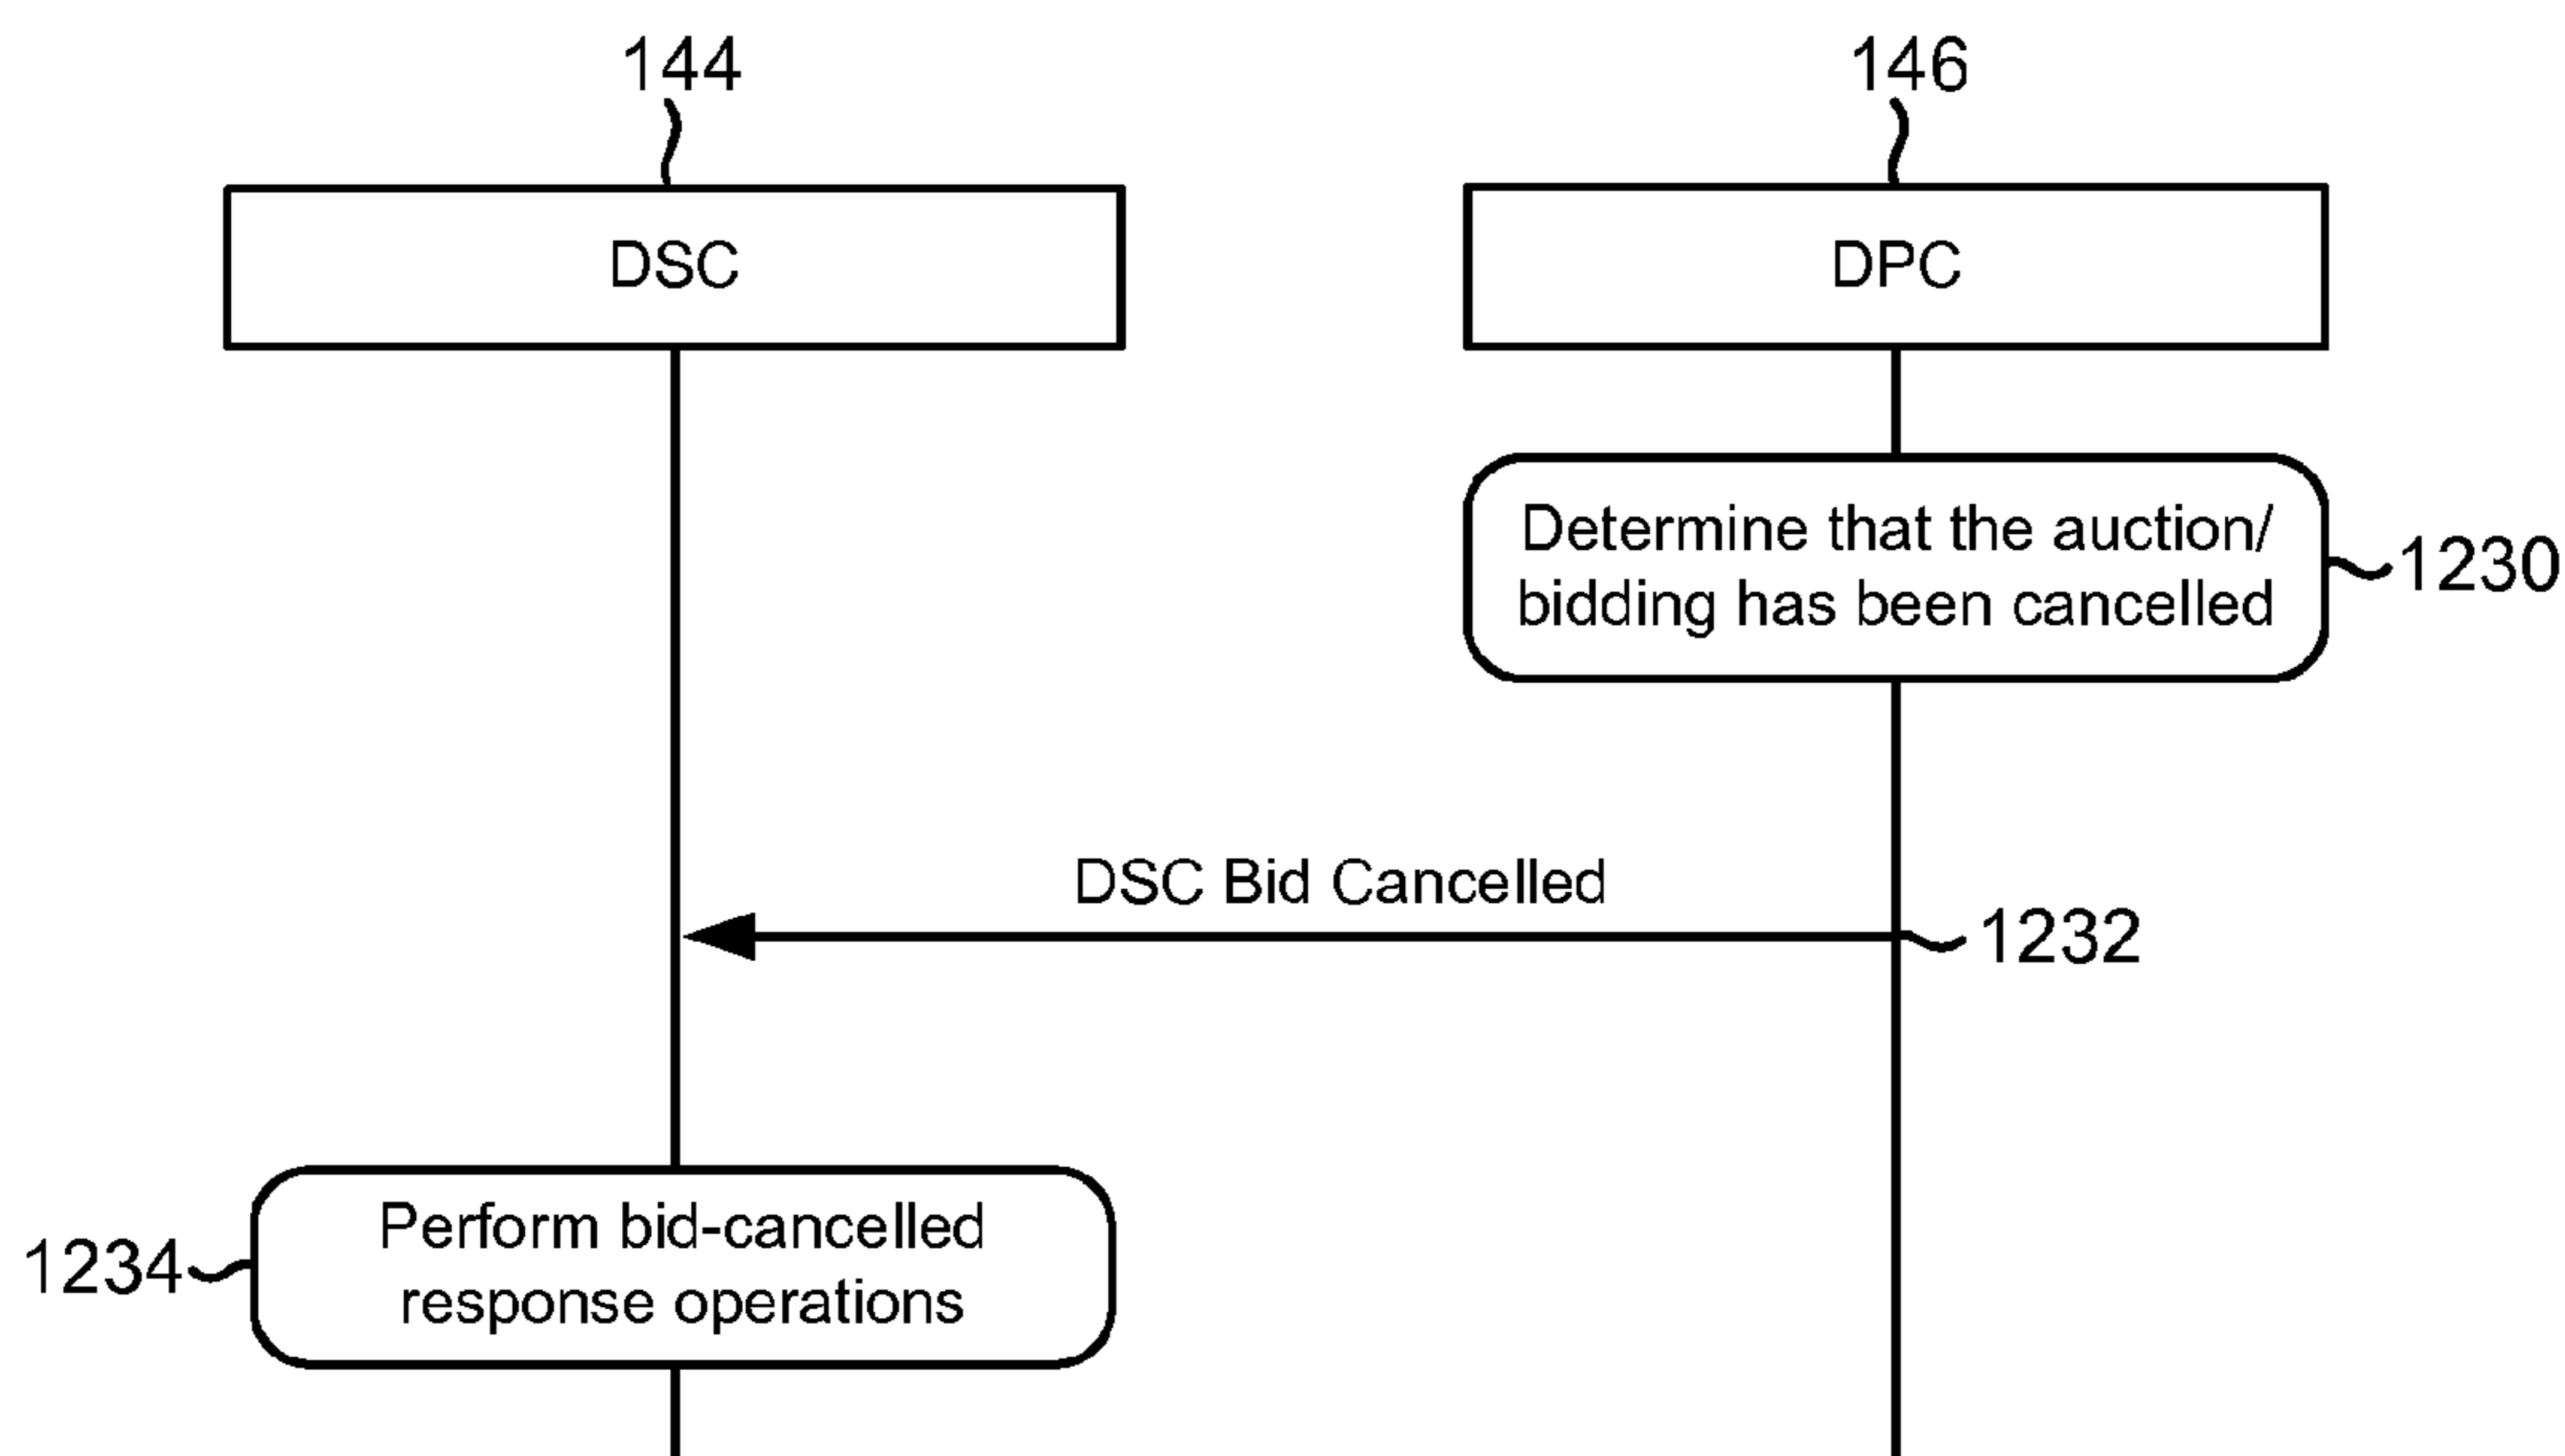 144
146
DSC
DPC
Determine that the auction/
bidding has been cancelled
1230
DSC Bid Cancelled
1232
Perform bid-cancelled
response operations
1234